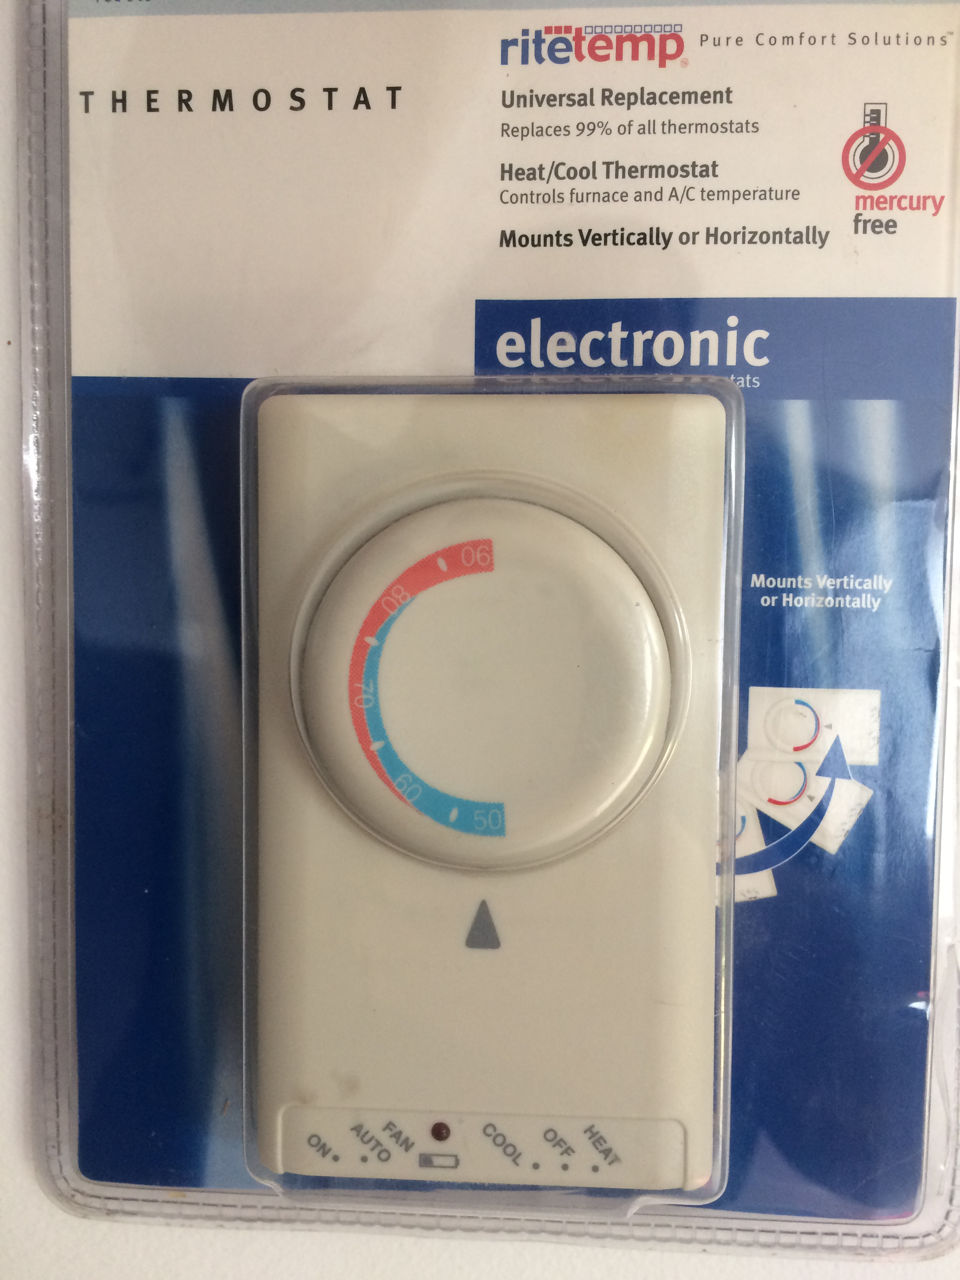 THERMOSTAT
ritetemp® Pure Comfort Solutions™
Universal Replacement
Replaces 99% of all thermostats
Heat/Cool Thermostat
Controls furnace and A/C temperature
mercury
free
Mounts Vertically or Horizontally
electronic
90
80
70
60
50
Mounts Vertically
or Horizontally
ON
AUTO
FAN
COOL
OFF
HEAT